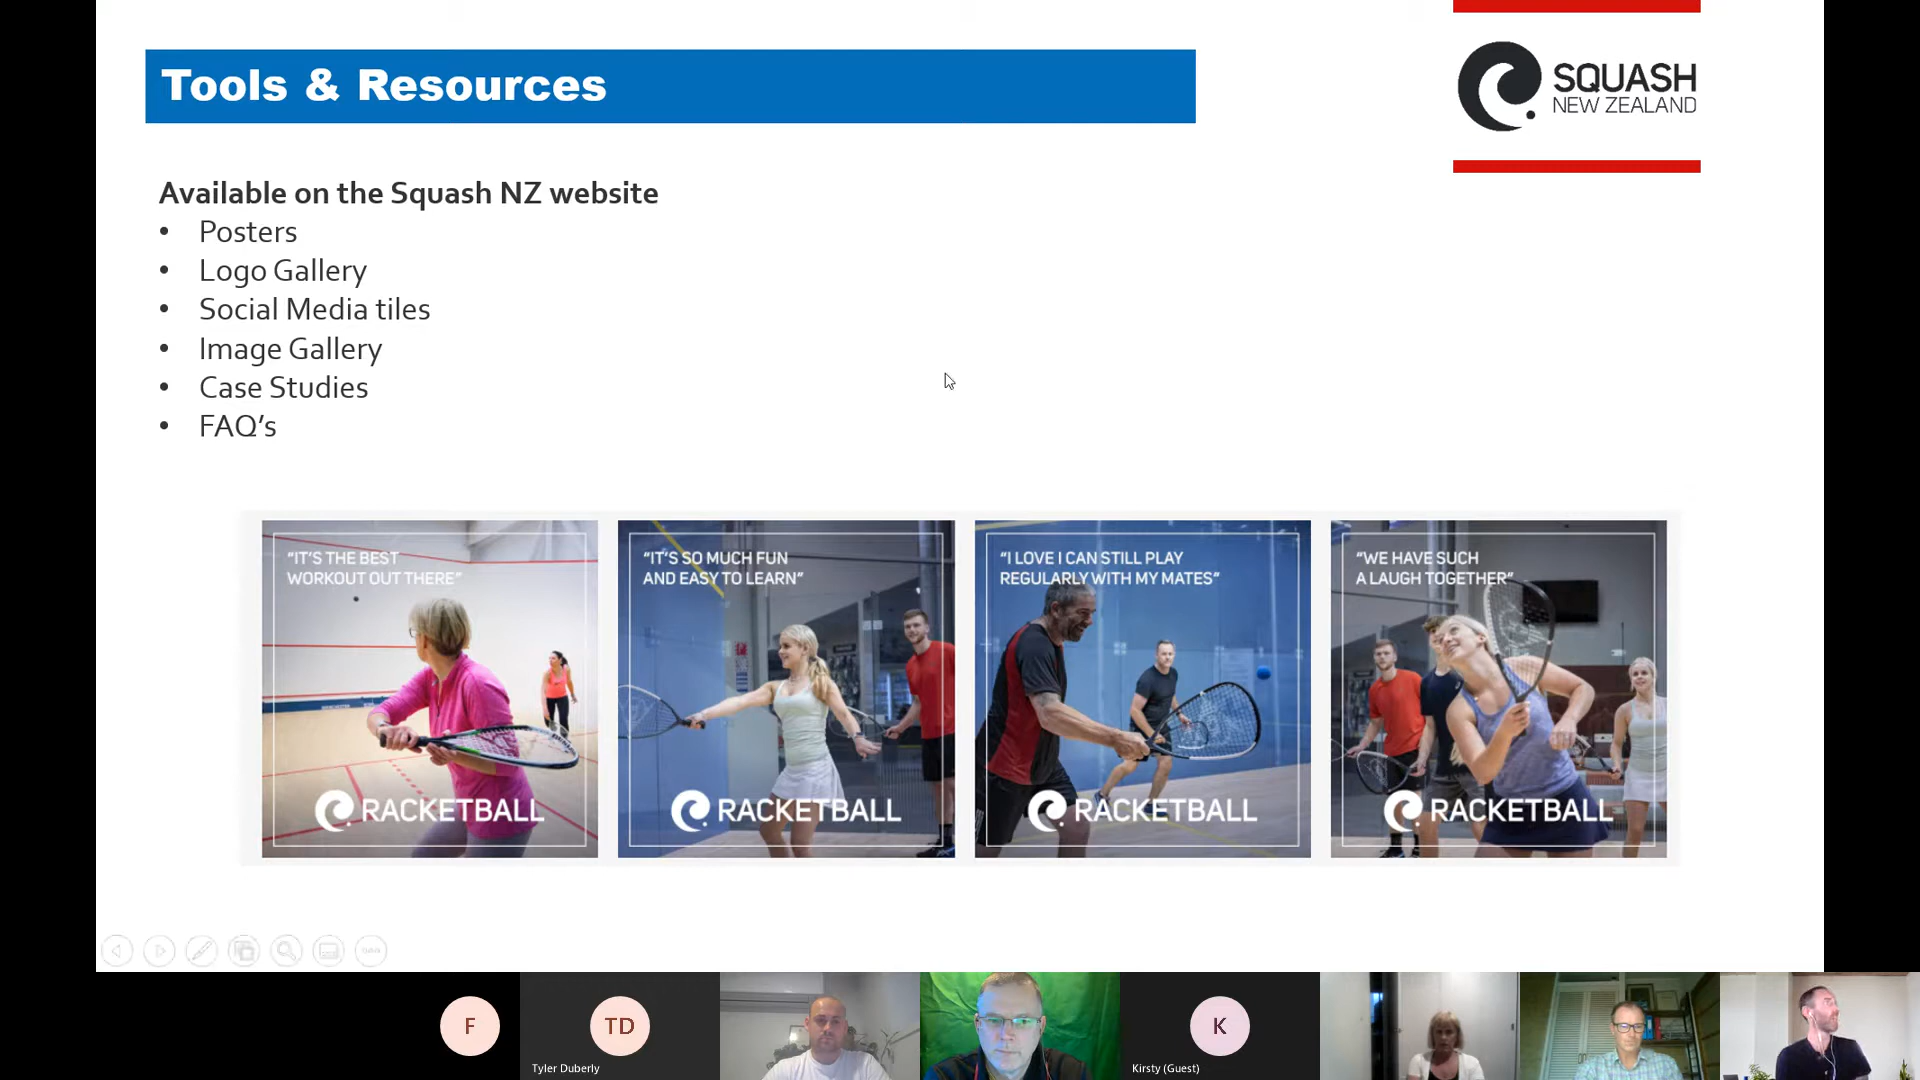 Tools & Resources
SQUASH
NEW ZEALAND
Available on the Squash NZ website
• Posters
• Logo Gallery
• Social Media tiles
• Image Gallery
• Case Studies
• FAQ’s
“IT’S THE BEST
WORKOUT OUT THERE”
RACKETBALL
“IT’S SO MUCH FUN
AND EASY TO LEARN”
RACKETBALL
“I LOVE I CAN STILL PLAY
REGULARLY WITH MY MATES”
RACKETBALL
“WE HAVE SUCH
A LAUGH TOGETHER”
RACKETBALL
F
TD
Tyler Duberly
K
Kirsty (Guest)